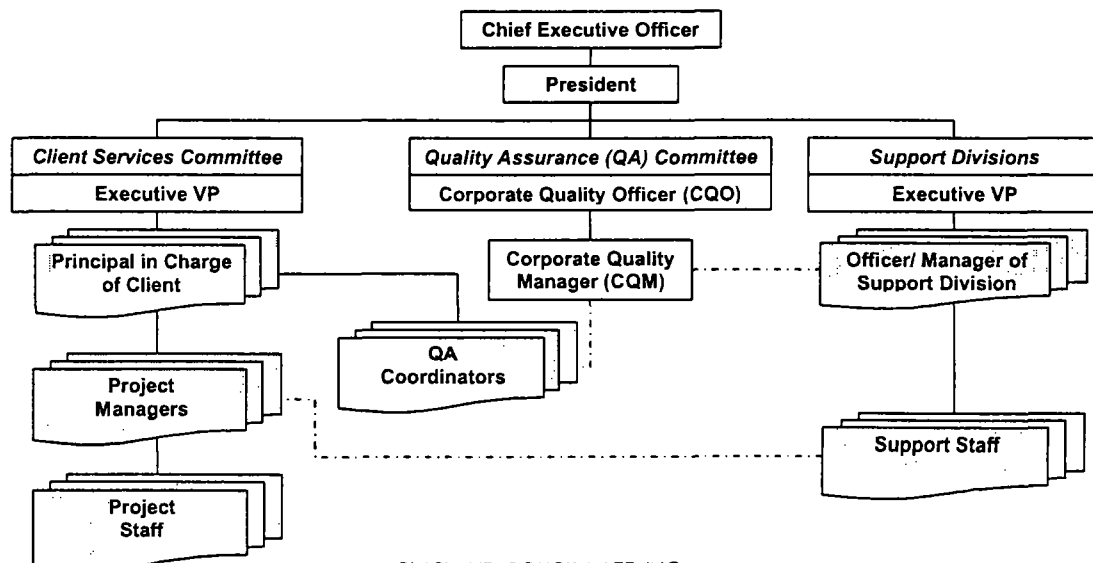 Chief Executive Officer
President
Client Services Committee
Executive VP
Quality Assurance (QA) Committee
Corporate Quality Officer (CQO)
Support Divisions
Executive VP
Principal in Charge
of Client
Corporate Quality
Manager (CQM)
Officer/ Manager of
Support Division
QA
Coordinators
Project
Managers
Support Staff
Project
Staff